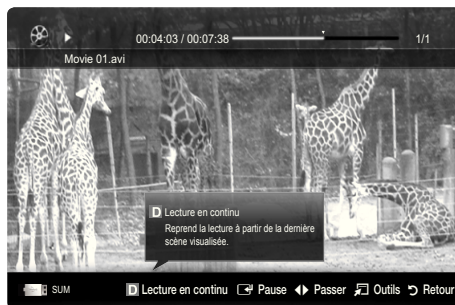 00:04:03 / 00:07:38 1/1
Movie 01.avi
D Lecture en continu
Reprend la lecture à partir de la dernière
scène visualisée.
SUM D Lecture en continu Pause Passer Outils Retour